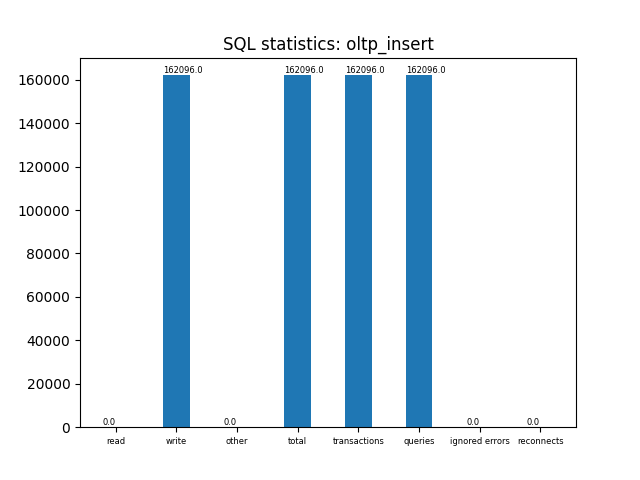 SQL statistics: oltp_insert
160000
140000
120000
100000
80000
60000
40000
20000
0
0.0
162096.0
0.0
162096.0
162096.0
162096.0
0.0
0.0
read
write
other
total
transactions
queries
ignored errors
reconnects